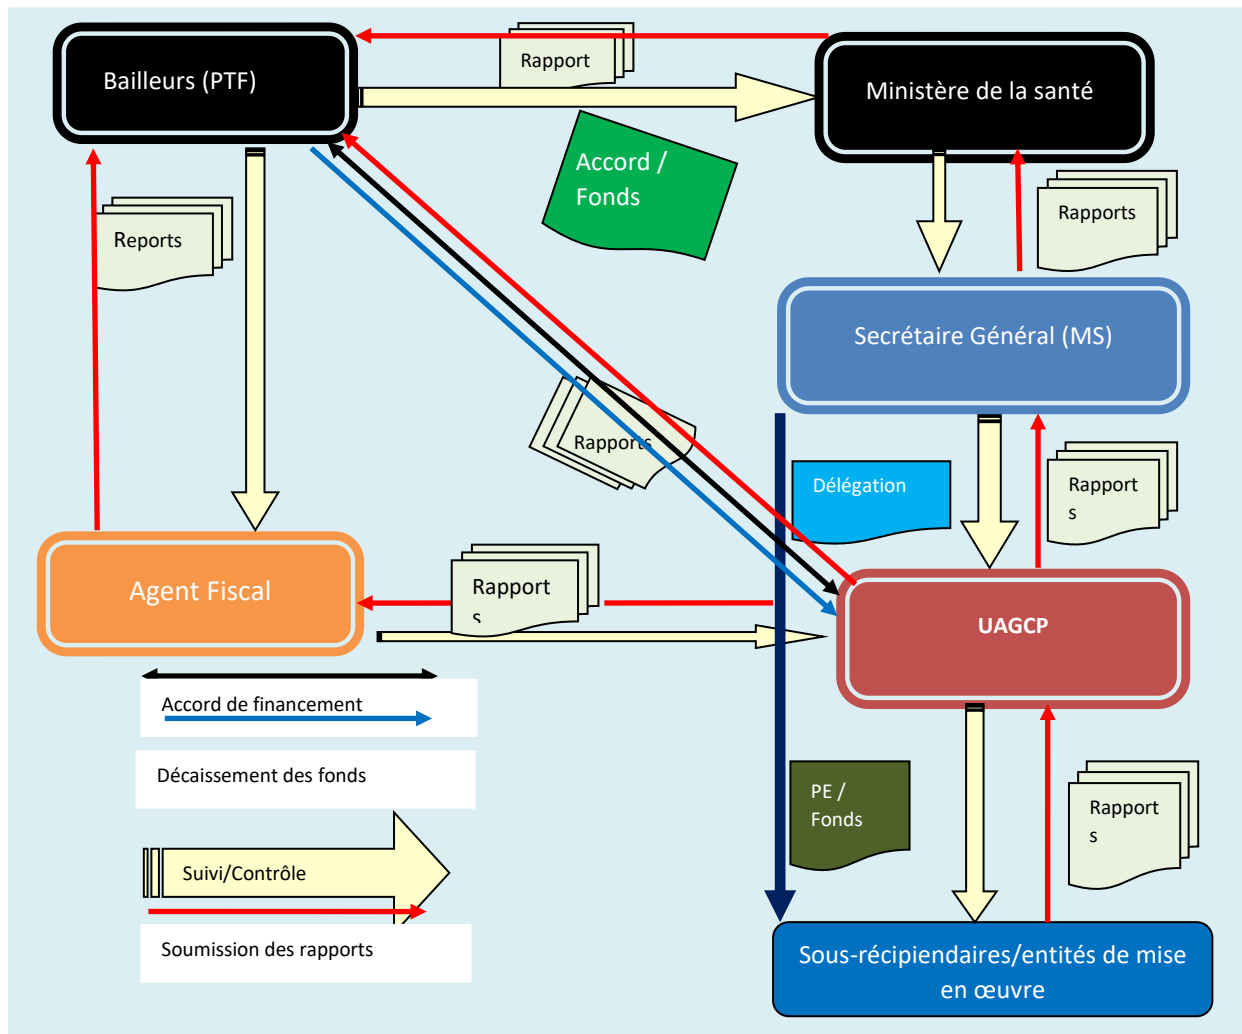 Bailleurs (PTF)
Rapport
Ministère de la santé
Accord /
Fonds
Reports
Rapports
Secrétaire Général (MS)
Rapports
Délégation
Rapport
s
Agent Fiscal
Rapport
s
UAGCP
Accord de financement
Décaissement des fonds
PE /
Fonds
Rapport
s
Suivi/Contrôle
Soumission des rapports
Sous-récipiendaires/entités de mise
en œuvre